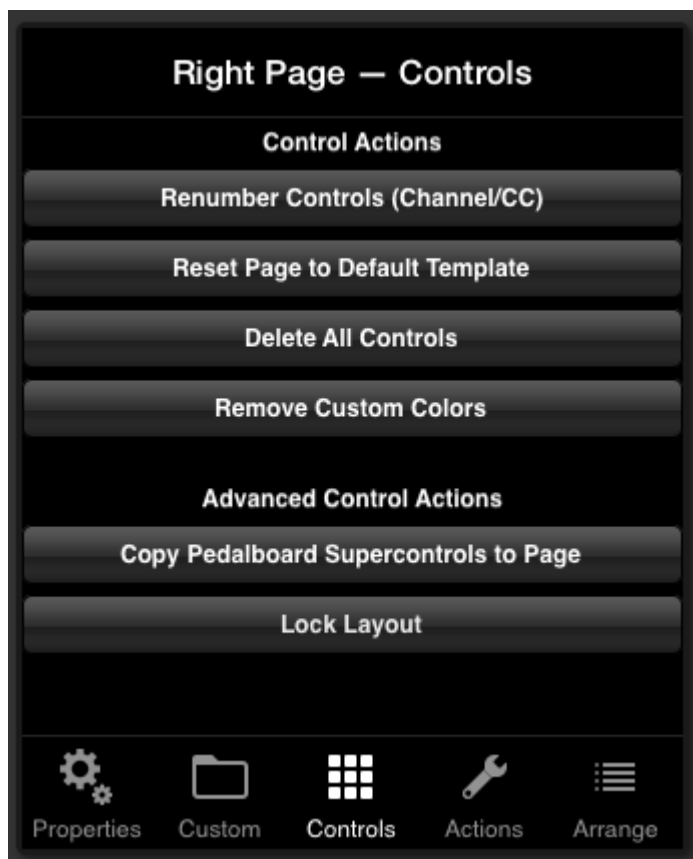 Right Page — Controls
Control Actions
Renumber Controls (Channel/CC)
Reset Page to Default Template
Delete All Controls
Remove Custom Colors
Advanced Control Actions
Copy Pedalboard Supercontrols to Page
Lock Layout
Properties Custom Controls Actions Arrange